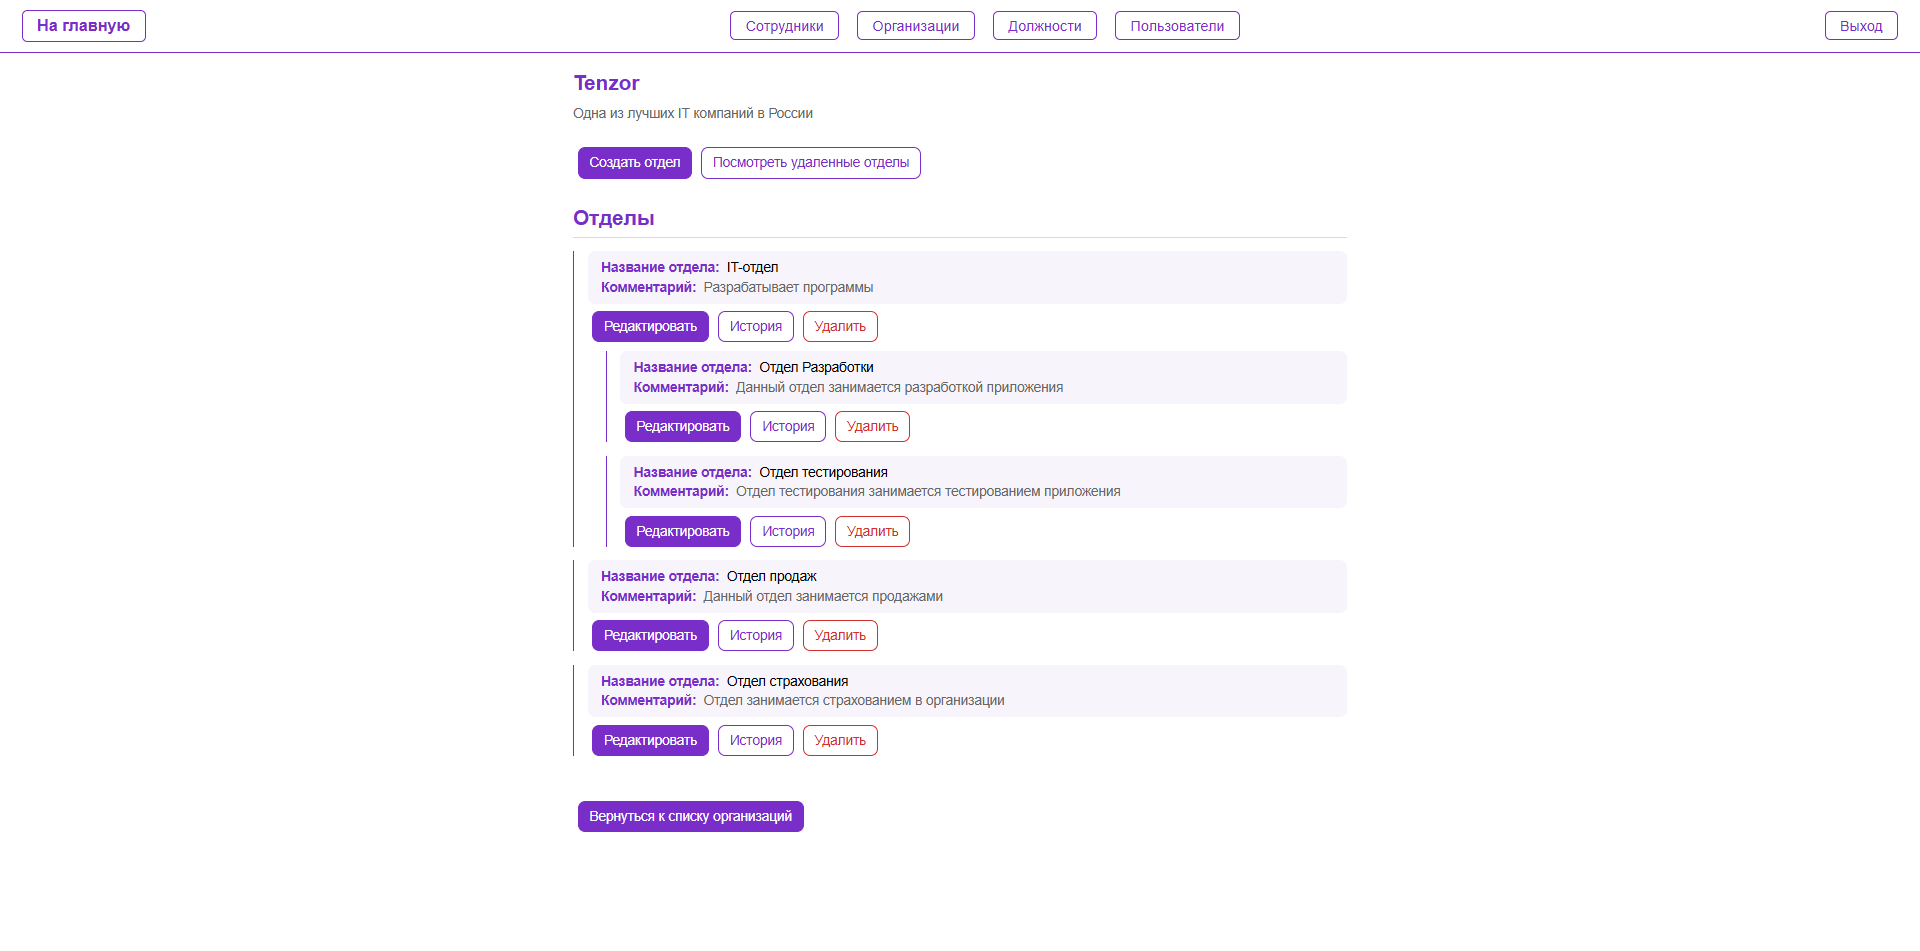 На главную
Сотрудники
Организации
Должности
Пользователи
Выход
Tenzor
Одна из лучших IT компаний в России
Создать отдел
Посмотреть удаленные отделы
Отделы
Название отдела: IT-отдел
Комментарий: Разрабатывает программы
Редактировать
История
Удалить
Название отдела: Отдел Разработки
Комментарий: Данный отдел занимается разработкой приложения
Редактировать
История
Удалить
Название отдела: Отдел тестирования
Комментарий: Отдел тестирования занимается тестированием приложения
Редактировать
История
Удалить
Название отдела: Отдел продаж
Комментарий: Данный отдел занимается продажами
Редактировать
История
Удалить
Название отдела: Отдел страхования
Комментарий: Отдел занимается страхованием в организации
Редактировать
История
Удалить
Вернуться к списку организаций